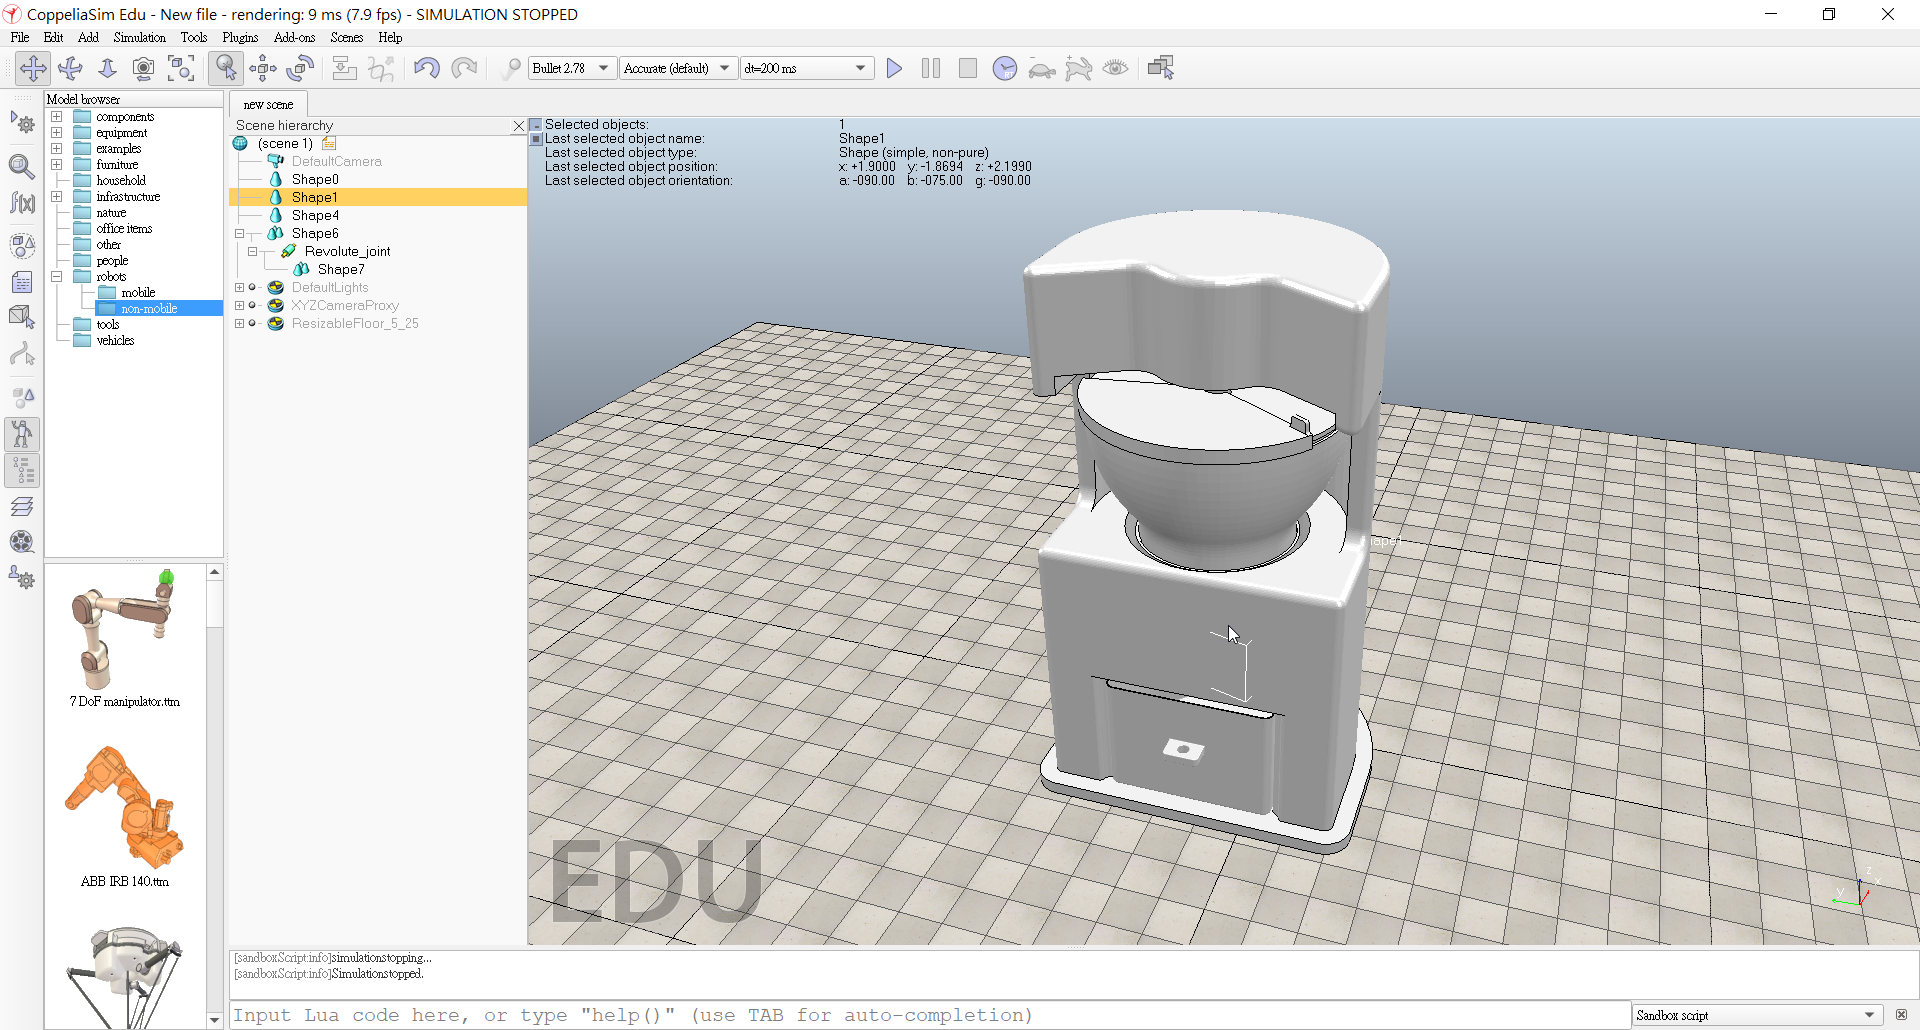 CoppeliaSim Edu - New file - rendering: 9 ms (7.9 fps) - SIMULATION STOPPED
File Edit Add Simulation Tools Plugins Add-ons Scenes Help
Bullet 2.78 Accurate (default) dt=200 ms
Model browser
components
equipment
examples
furniture
household
infrastructure
nature
office items
other
people
robots
mobile
non-mobile
tools
vehicles
7 DoF manipulator.ttm
ABB IRB 140.ttm
new scene
Scene hierarchy
(scene 1)
DefaultCamera
Shape0
Shape1
Shape4
Shape6
Revolute_joint
Shape7
DefaultLights
XYZCameraProxy
ResizableFloor_5_25
Selected objects: 1
Last selected object name: Shape1
Last selected object type: Shape (simple, non-pure)
Last selected object position: x: +1.9000 y: -1.8694 z: +2.1990
Last selected object orientation: a: -090.00 b: -075.00 g: -090.00
EDU
z
x
y
[sandboxScript:info]simulationstopping...
[sandboxScript:info]Simulationstopped.
Input Lua code here, or type "help()" (use TAB for auto-completion)
Sandbox script